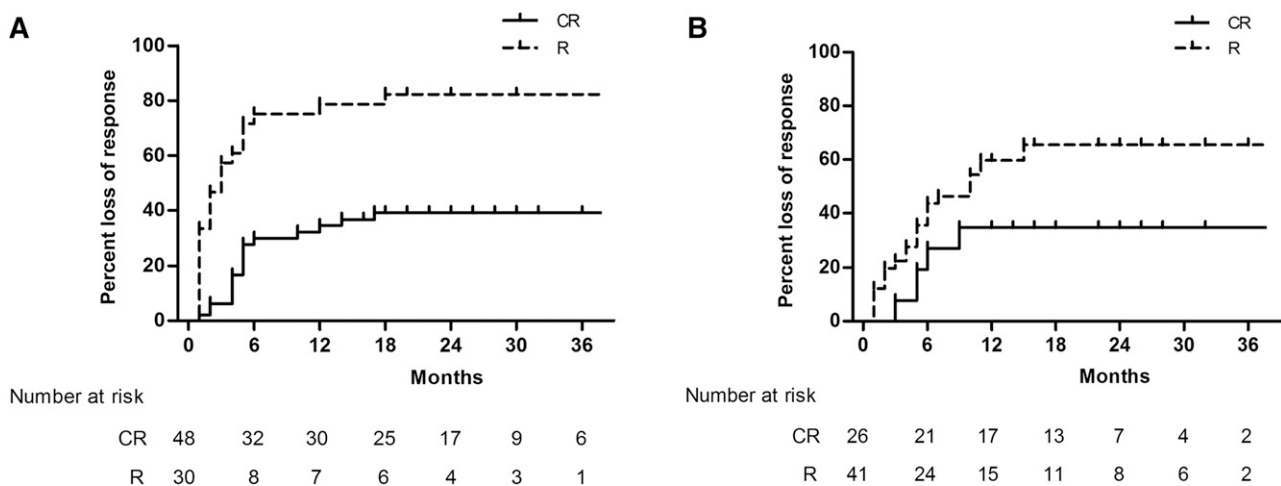 A
CR
R
Percent loss of response
100
80
60
40
20
0
0 6 12 18 24 30 36
Months
Number at risk
CR 48 32 30 25 17 9 6
R 30 8 7 6 4 3 1
B
CR
R
Percent loss of response
100
80
60
40
20
0
0 6 12 18 24 30 36
Months
Number at risk
CR 26 21 17 13 7 4 2
R 41 24 15 11 8 6 2